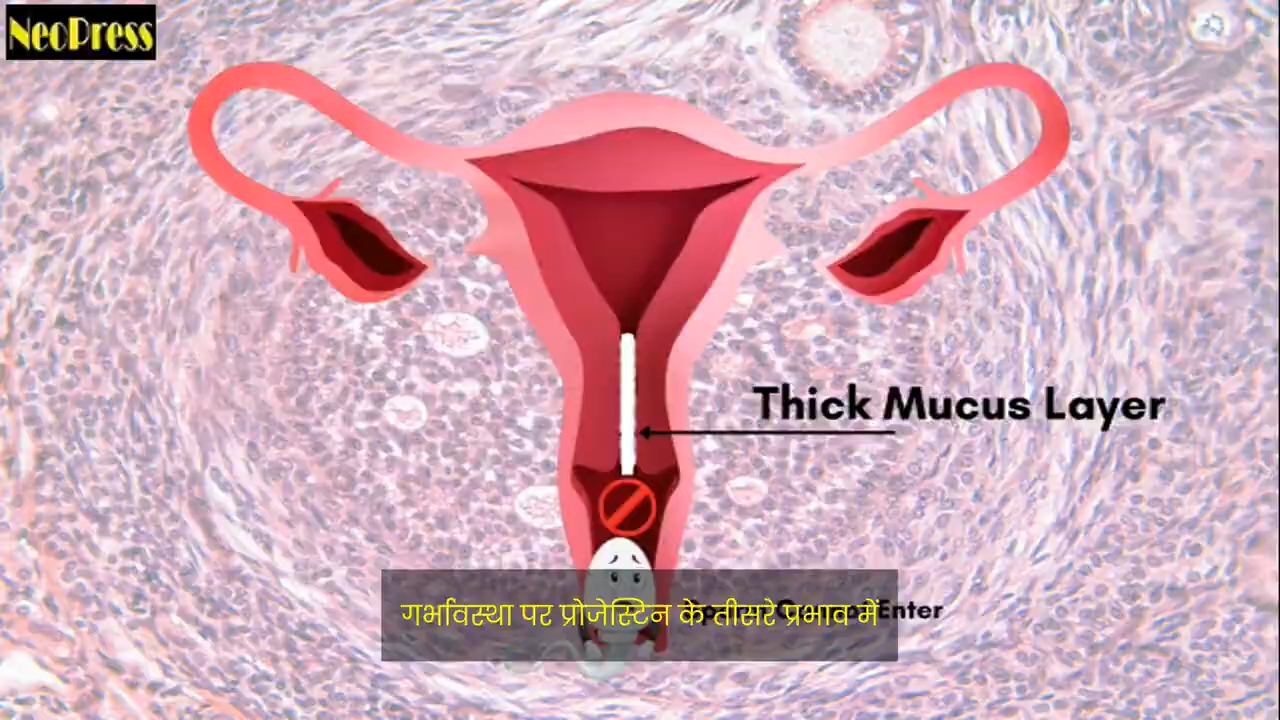 NeoPress
Thick Mucus Layer
Enter
गर्भावस्था पर प्रोजेस्टिन के तीसरे प्रभाव में